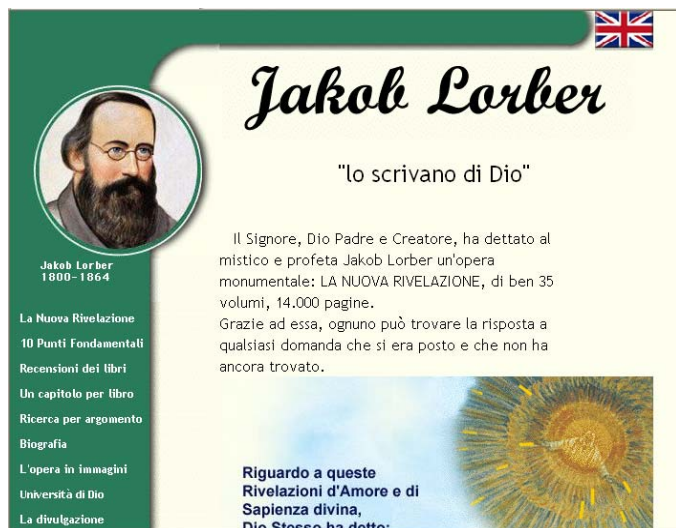 Jakob Lorber
"lo scrivano di Dio"
Il Signore, Dio Padre e Creatore, ha dettato al
mistico e profeta Jakob Lorber un'opera
monumentale: LA NUOVA RIVELAZIONE, di ben 35
volumi, 14.000 pagine.
Grazie ad essa, ognuno può trovare la risposta a
qualsiasi domanda che si era posto e che non ha
ancora trovato.
Jakob Lorber
1800-1864
La Nuova Rivelazione
10 Punti Fondamentali
Recensioni dei libri
Un capitolo per libro
Ricerca per argomento
Biografia
L'opera in immagini
Università di Dio
La divulgazione
Riguardo a queste
Rivelazioni d'Amore e di
Sapienza divina,
Dio Stesso ha detto: